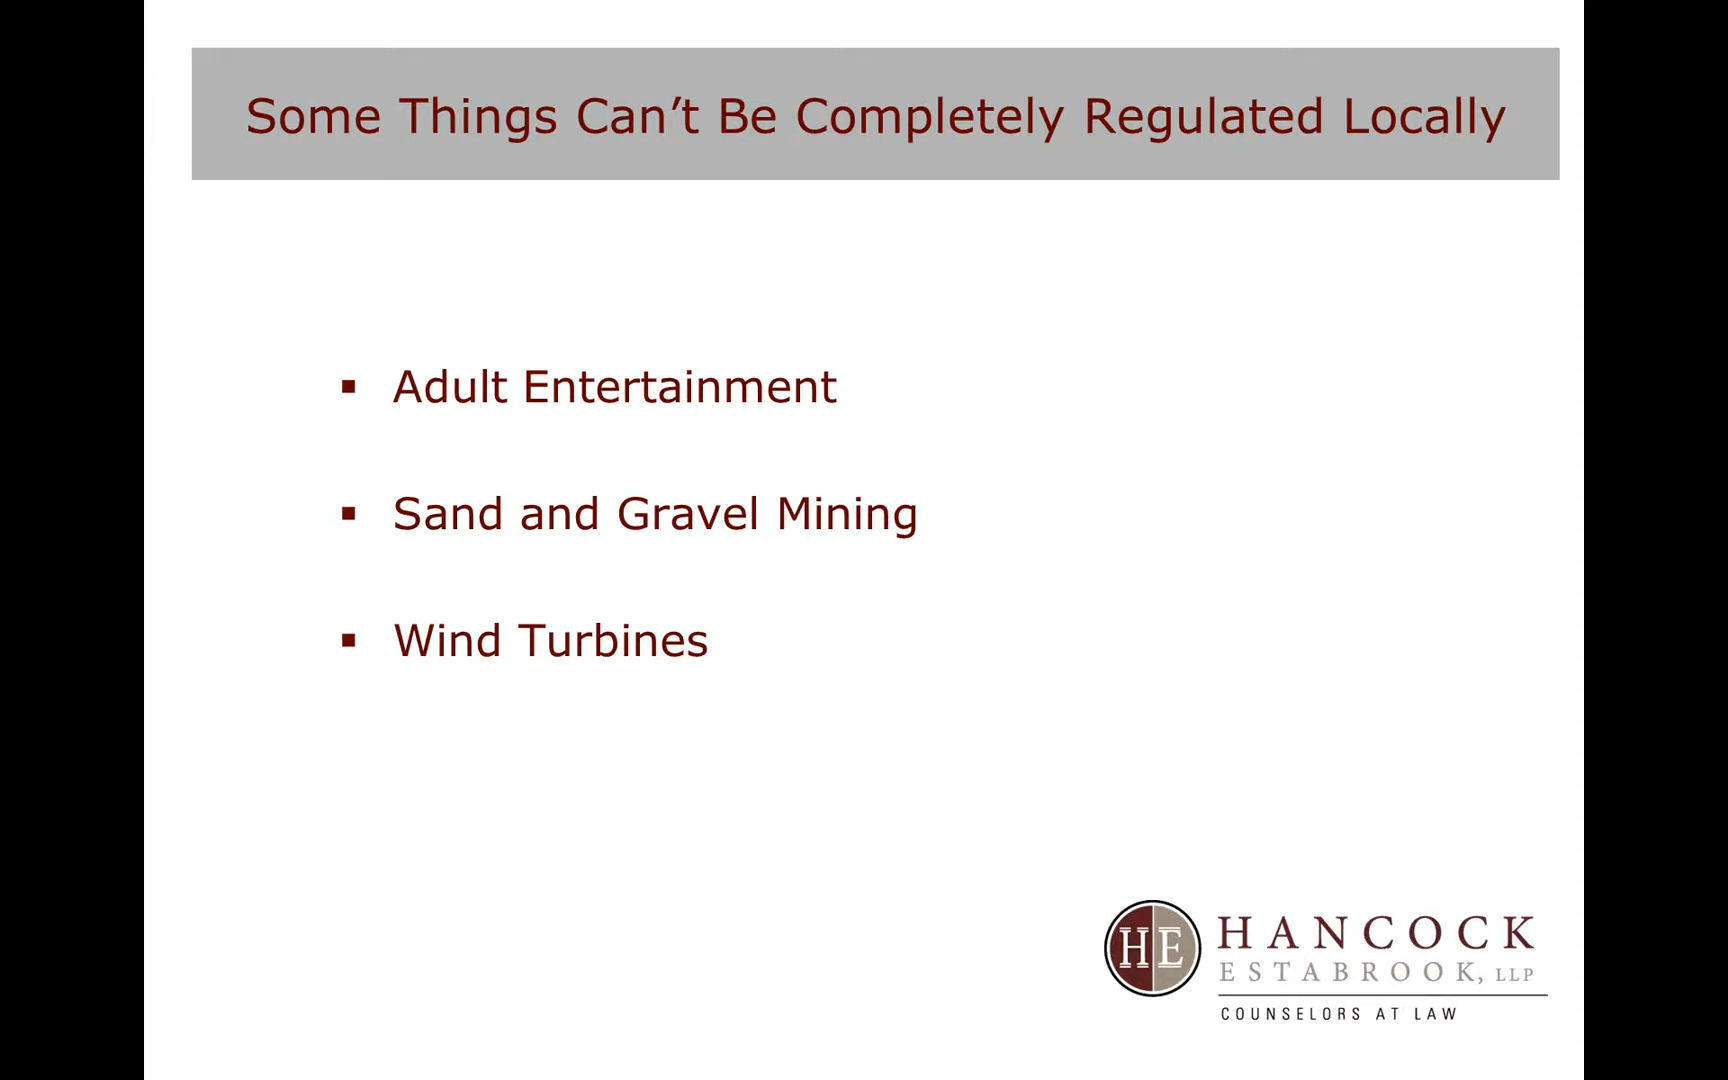 Some Things Can’t Be Completely Regulated Locally
▪ Adult Entertainment
▪ Sand and Gravel Mining
▪ Wind Turbines
HE
HANCOCK
ESTABROOK, LLP
COUNSELORS AT LAW